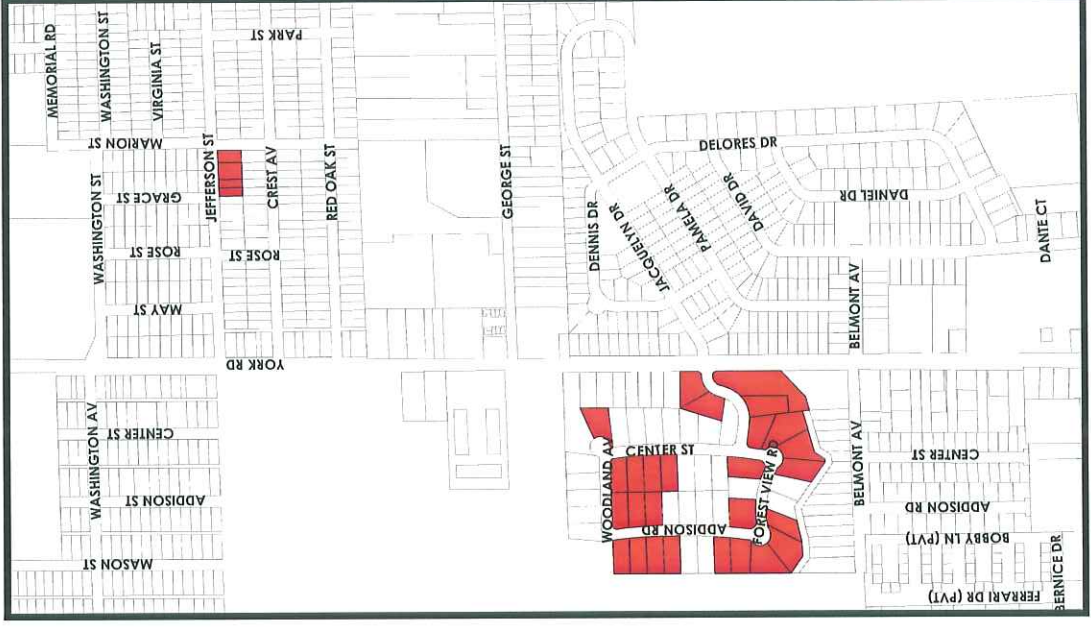 PARK ST
MEMORIAL RD
WASHINGTON ST
VIRGINIA ST
MARION ST
JEFFERSON ST
CREST AV
RED OAK ST
GEORGE ST
DELORES DR
WASHINGTON ST
GRACE ST
DENNIS DR
JACQUELYN DR
PAMELA DR
DAVID DR
DANIEL DR
DANTE CT
ROSE ST
ROSE ST
MAY ST
BELMONT AV
YORK RD
WASHINGTON AV
CENTER ST
WOODLAND AV
CENTER ST
FOREST VIEW RD
BELMONT AV
CENTER ST
ADDISON ST
ADDISON RD
ADDISON RD
BOBBY LN (PVT)
MASON ST
FERRARI DR (PVT)
BERNICE DR